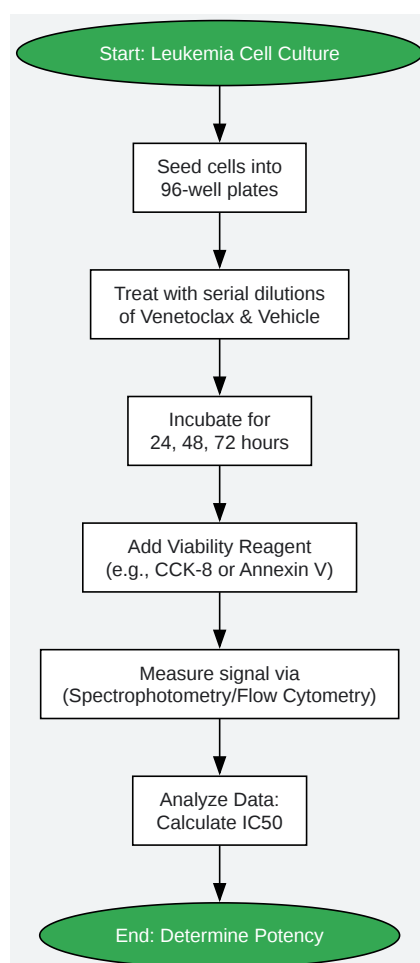 Start: Leukemia Cell Culture
Seed cells into
96-well plates
Treat with serial dilutions
of Venetoclax & Vehicle
Incubate for
24, 48, 72 hours
Add Viability Reagent
(e.g., CCK-8 or Annexin V)
Measure signal via
(Spectrophotometry/Flow Cytometry)
Analyze Data:
Calculate IC50
End: Determine Potency